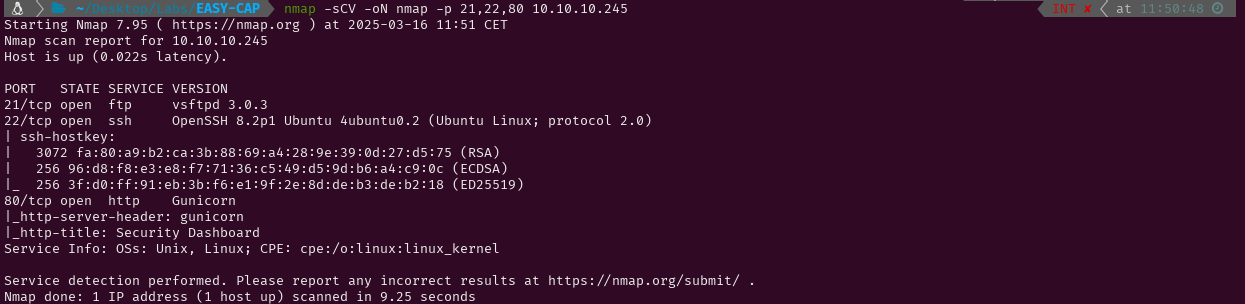 ~/Desktop/Labs/EASY-CAP nmap -sCV -oN nmap -p 21,22,80 10.10.10.245 INT ✘ at 11:50:48
Starting Nmap 7.95 ( https://nmap.org ) at 2025-03-16 11:51 CET
Nmap scan report for 10.10.10.245
Host is up (0.022s latency).
PORT   STATE SERVICE VERSION
21/tcp open  ftp     vsftpd 3.0.3
22/tcp open  ssh     OpenSSH 8.2p1 Ubuntu 4ubuntu0.2 (Ubuntu Linux; protocol 2.0)
| ssh-hostkey:
|   3072 fa:80:a9:b2:ca:3b:88:69:a4:28:9e:39:0d:27:d5:75 (RSA)
|   256 96:d8:f8:e3:e8:f7:71:36:c5:49:d5:9d:b6:a4:c9:0c (ECDSA)
|_  256 3f:d0:ff:91:eb:3b:f6:e1:9f:2e:8d:de:b3:de:b2:18 (ED25519)
80/tcp open  http    Gunicorn
|_http-server-header: gunicorn
|_http-title: Security Dashboard
Service Info: OSs: Unix, Linux; CPE: cpe:/o:linux:linux_kernel
Service detection performed. Please report any incorrect results at https://nmap.org/submit/ .
Nmap done: 1 IP address (1 host up) scanned in 9.25 seconds